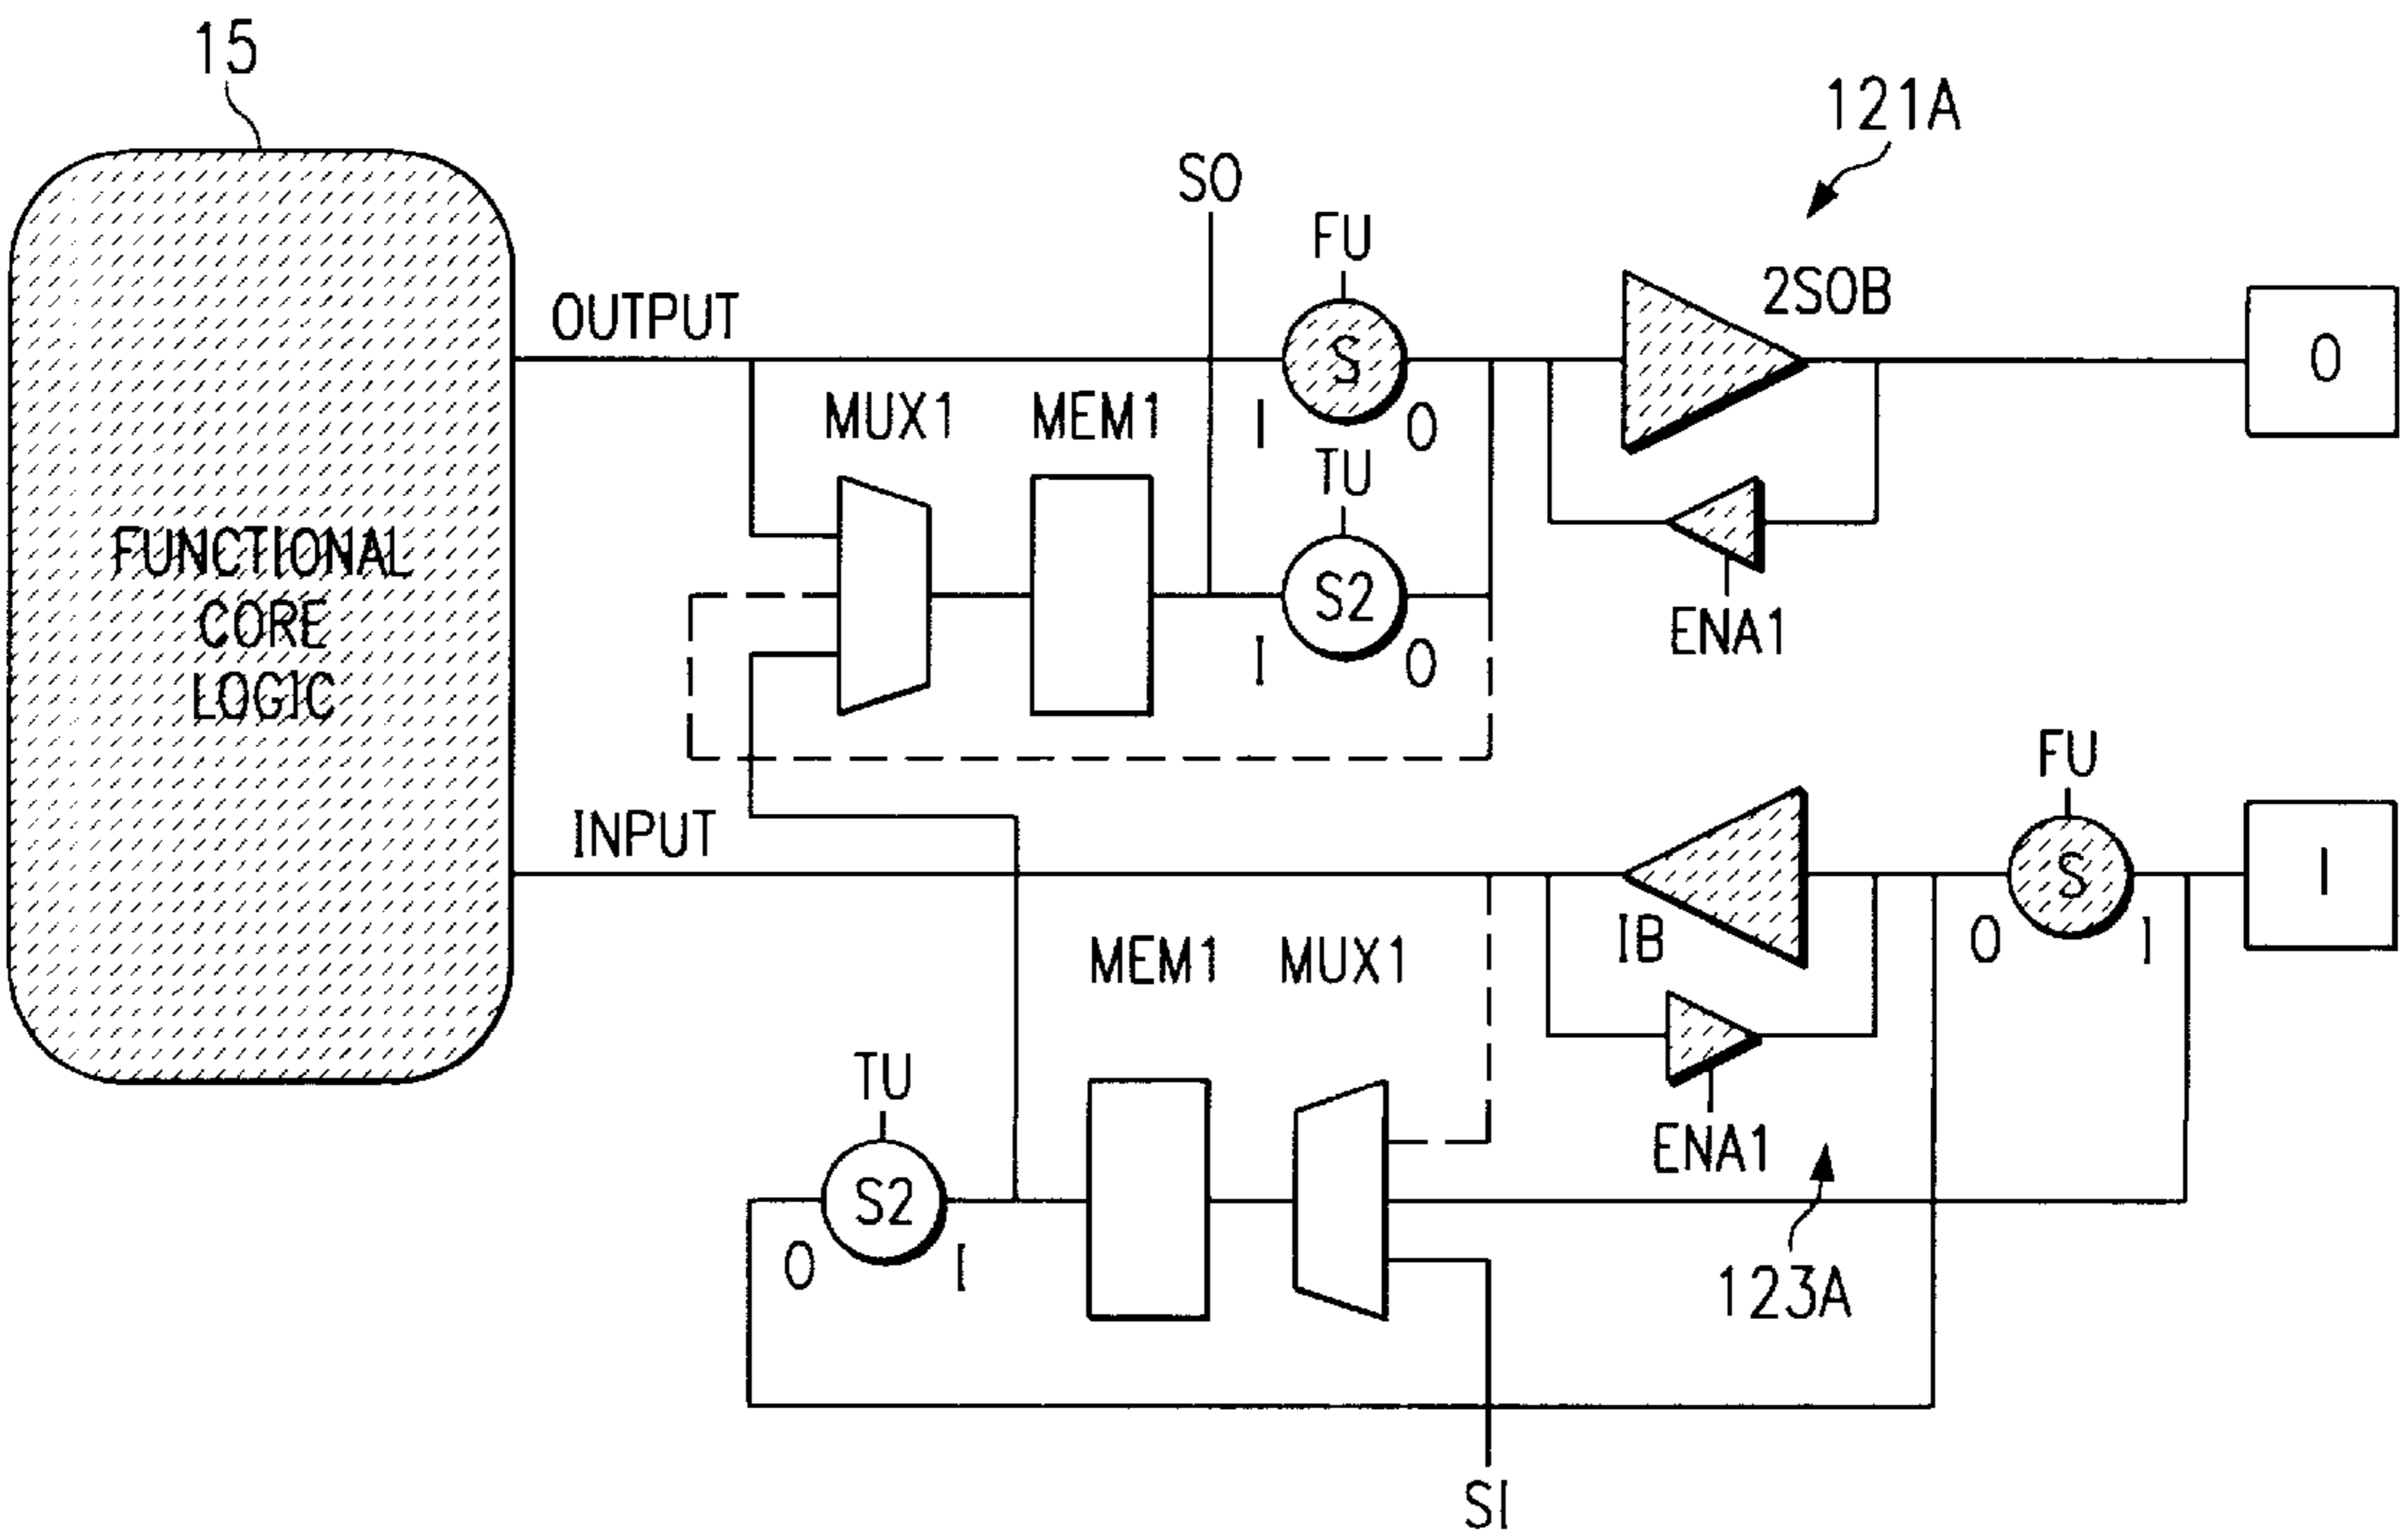 15
121A
SO
FU
2SOB
OUTPUT
S
O
MUX1
MEM1
I
O
TU
S2
FUNCTIONAL
CORE
LOGIC
I
O
ENA1
FU
INPUT
S
I
IB
O
I
MEM1
MUX1
TU
ENA1
S2
O
I
123A
SI